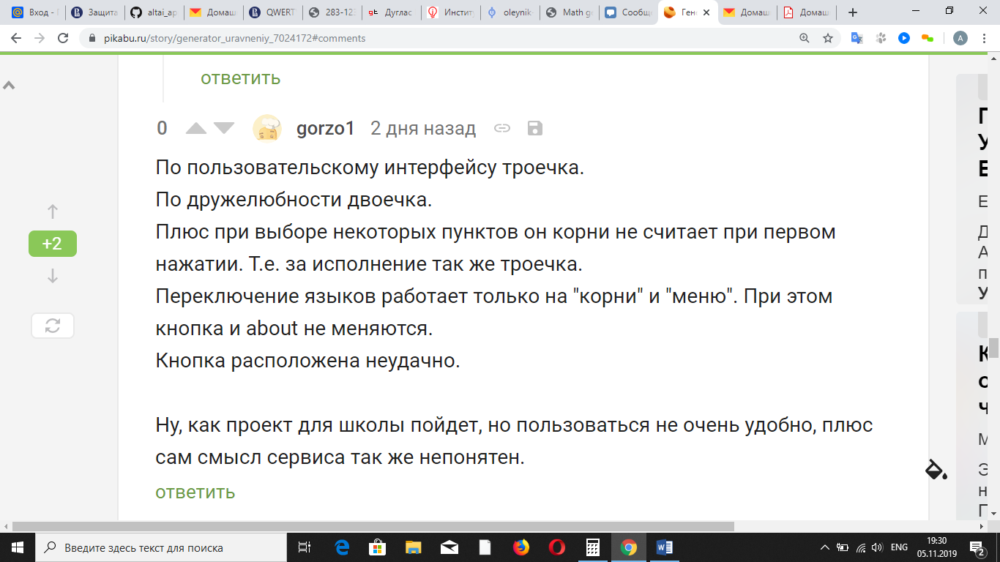 Вход - П
Защита
altai_ap
Домаш
QWERT
283-123
Дуглас
Инстит
oleynik
Math ge
Сообще
Ген
Домаш
Домаш
pikabu.ru/story/generator_uravneniy_7024172#comments
A
ответить
0 gorzo1 2 дня назад
По пользовательскому интерфейсу троечка.
По дружелюбности двоечка.
Плюс при выборе некоторых пунктов он корни не считает при первом
нажатии. Т.е. за исполнение так же троечка.
Переключение языков работает только на "корни" и "меню". При этом
кнопка и about не меняются.
Кнопка расположена неудачно.
Ну, как проект для школы пойдет, но пользоваться не очень удобно, плюс
сам смысл сервиса так же непонятен.
ответить
+2
Введите здесь текст для поиска
ENG
19:30
05.11.2019
2